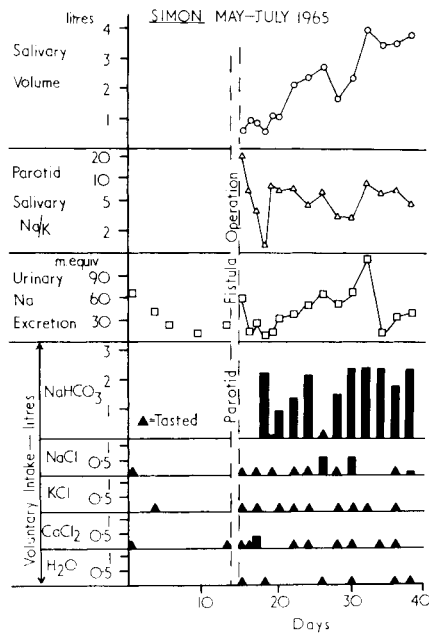 litres SIMON MAY-JULY 1965
Salivary
Volume
4
3
2
1
Parotid
Salivary
Na/K
20
10
5
2
Urinary
Na
Excretion
m.equiv
90
60
30
Parotid Fistula Operation
Voluntary Intake — litres
NaHCO3
3
2
1
▲=Tasted
NaCl
1
0·5
KCl
1
0·5
CaCl2
1
0·5
H2O
1
0·5
10 20 30 40
Days